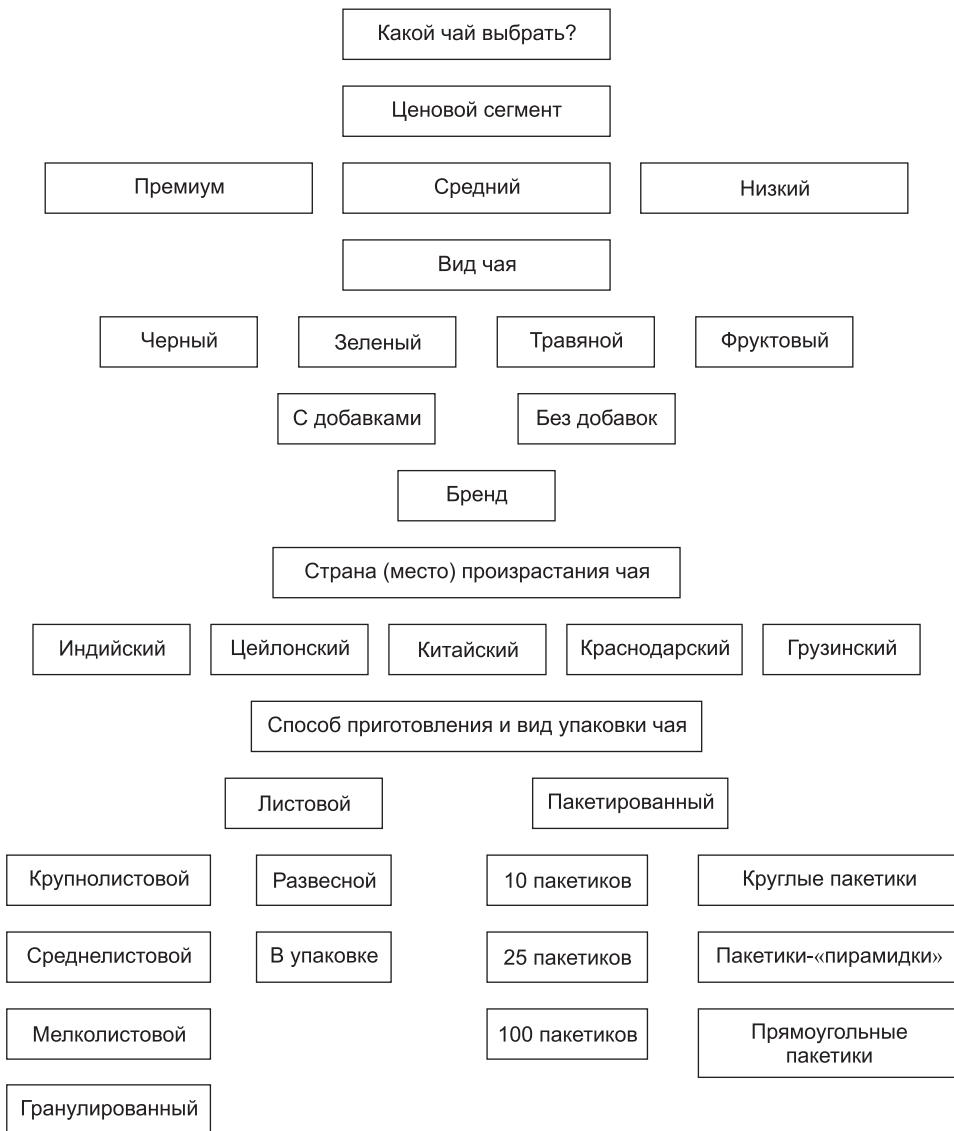 Какой чай выбрать?
Ценовой сегмент
Премиум
Средний
Низкий
Вид чая
Черный
Зеленый
Травяной
Фруктовый
С добавками
Без добавок
Бренд
Страна (место) произрастания чая
Индийский
Цейлонский
Китайский
Краснодарский
Грузинский
Способ приготовления и вид упаковки чая
Листовой
Пакетированный
Крупнолистовой
Развесной
10 пакетиков
Круглые пакетики
Среднелистовой
В упаковке
25 пакетиков
Пакетики-«пирамидки»
Мелколистовой
100 пакетиков
Прямоугольные
пакетики
Гранулированный